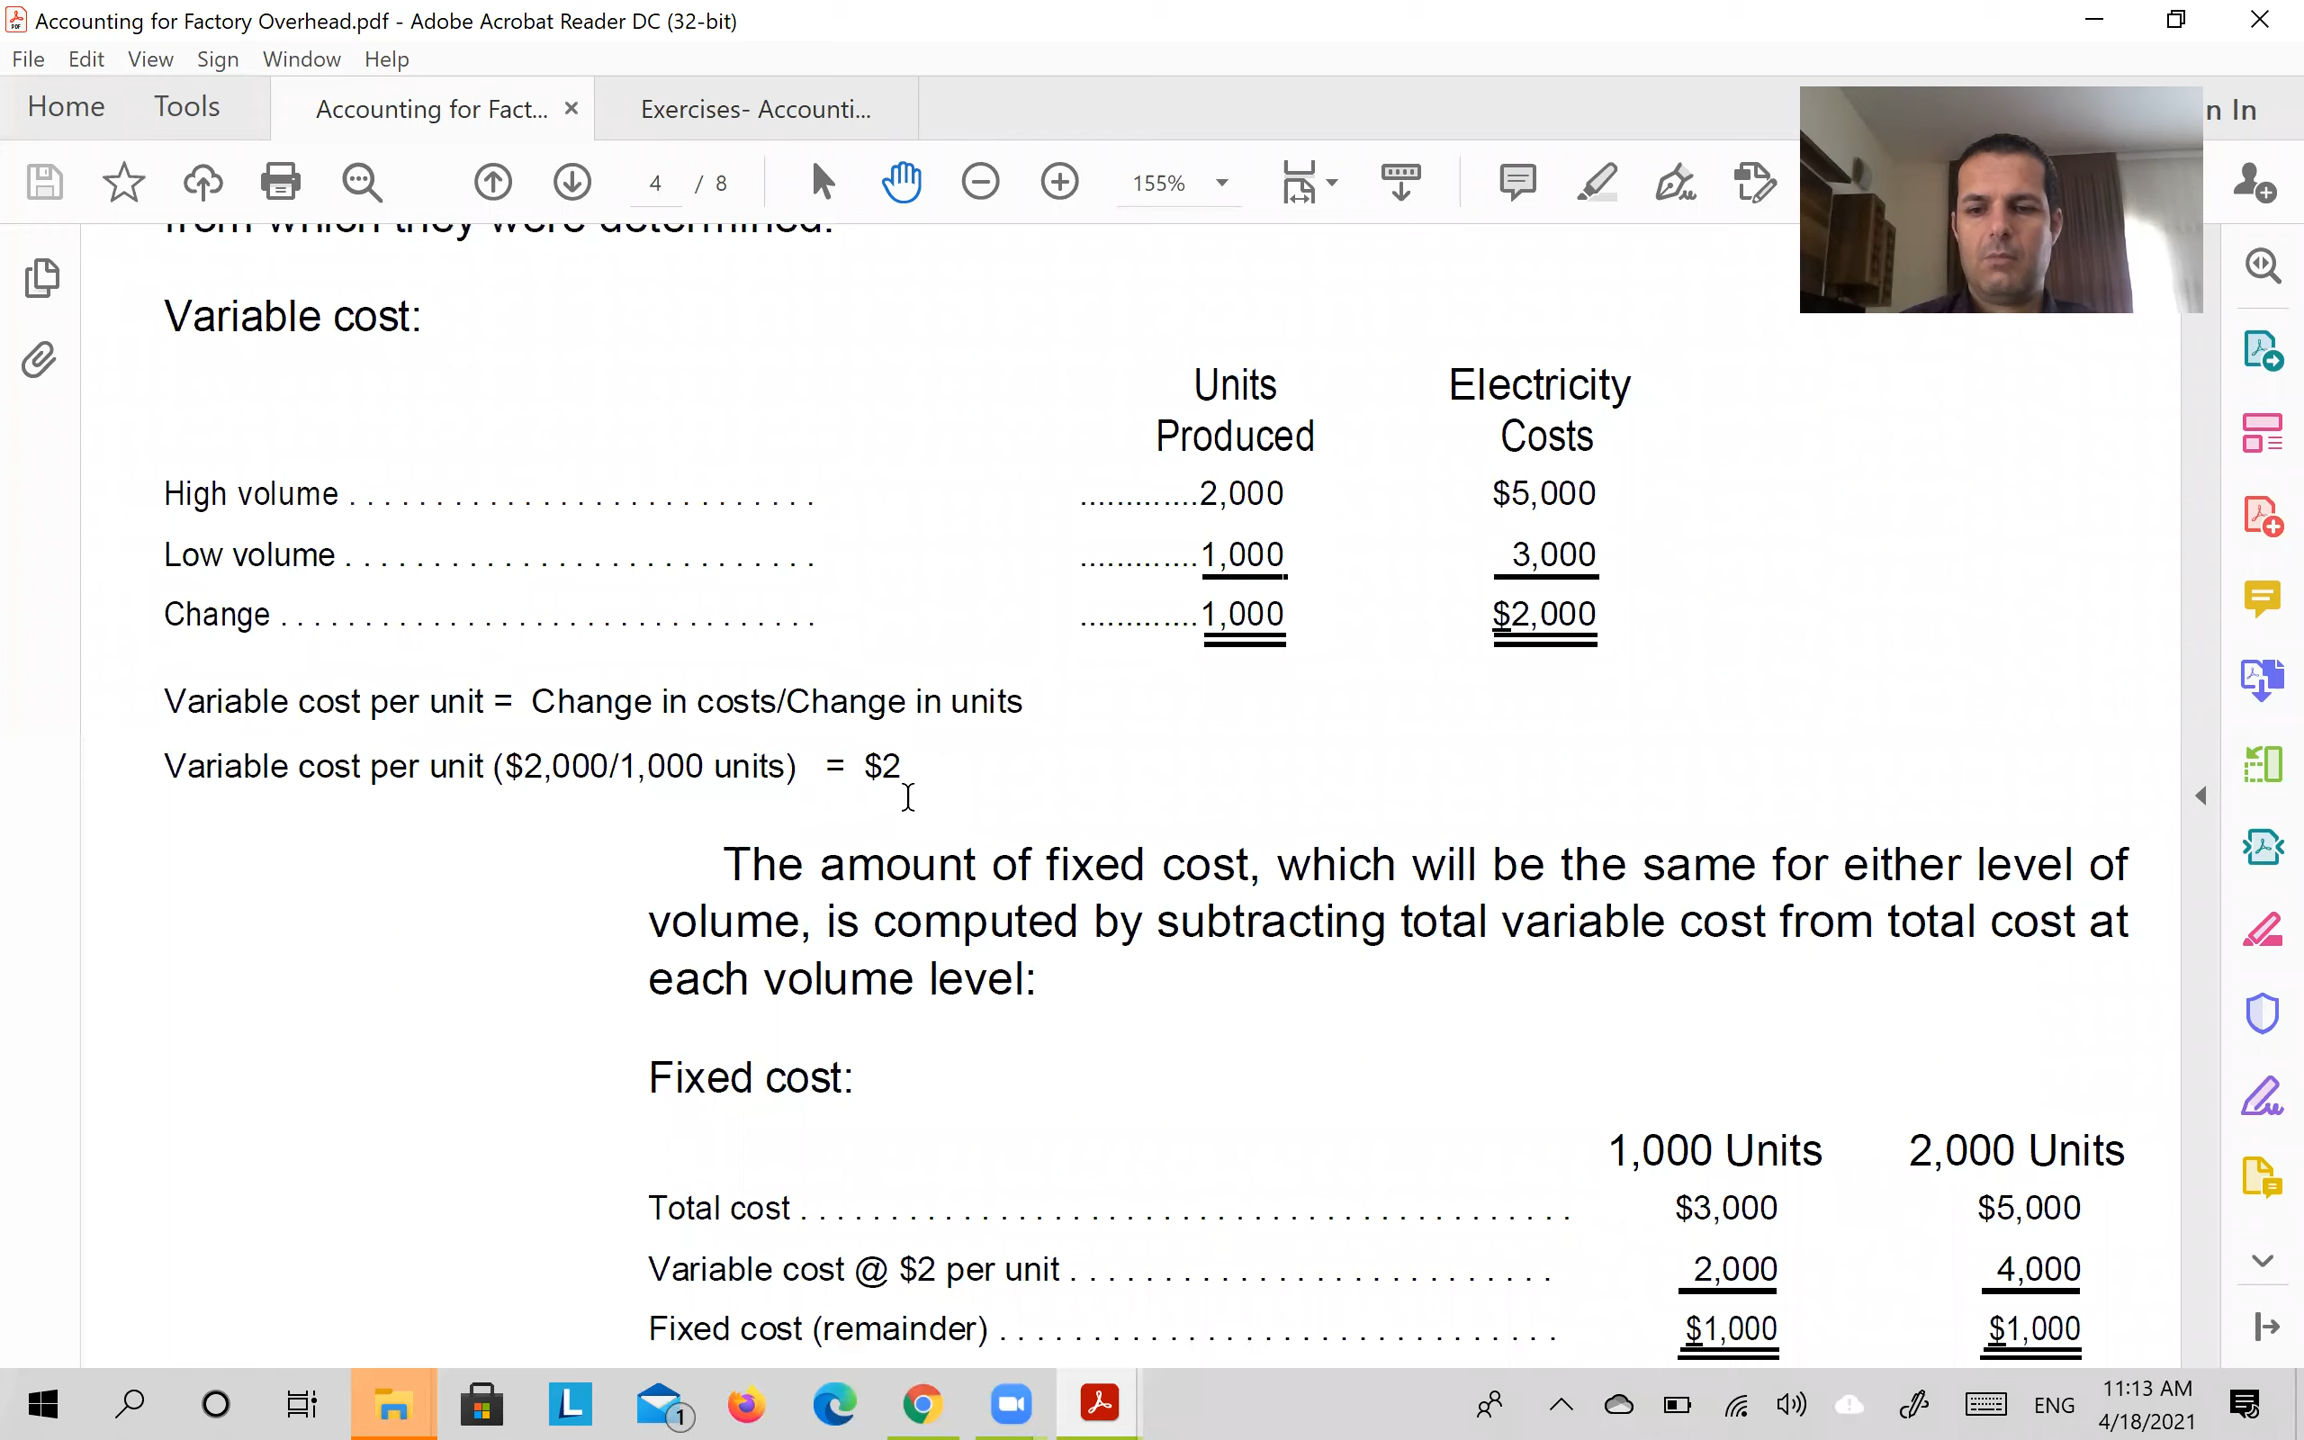 Accounting for Factory Overhead.pdf - Adobe Acrobat Reader DC (32-bit)
File Edit View Sign Window Help
Home Tools Accounting for Fact... × Exercises- Accounti... n In
4 / 8 155%
from which they were determined.
Variable cost:
Units Electricity
Produced Costs
High volume . . . . . . . . . . . . . . . . . . . . . . . . . . . .............2,000 $5,000
Low volume . . . . . . . . . . . . . . . . . . . . . . . . . . . .............1,000 3,000
Change . . . . . . . . . . . . . . . . . . . . . . . . . . . . . . . .............1,000 $2,000
Variable cost per unit = Change in costs/Change in units
Variable cost per unit ($2,000/1,000 units) = $2
The amount of fixed cost, which will be the same for either level of
volume, is computed by subtracting total variable cost from total cost at
each volume level:
Fixed cost:
1,000 Units 2,000 Units
Total cost . . . . . . . . . . . . . . . . . . . . . . . . . . . . . . . . . . . . . . . . . . $3,000 $5,000
Variable cost @ $2 per unit . . . . . . . . . . . . . . . . . . . . . . . . . . 2,000 4,000
Fixed cost (remainder) . . . . . . . . . . . . . . . . . . . . . . . . . . . . . . $1,000 $1,000
L 1 ENG 11:13 AM
4/18/2021